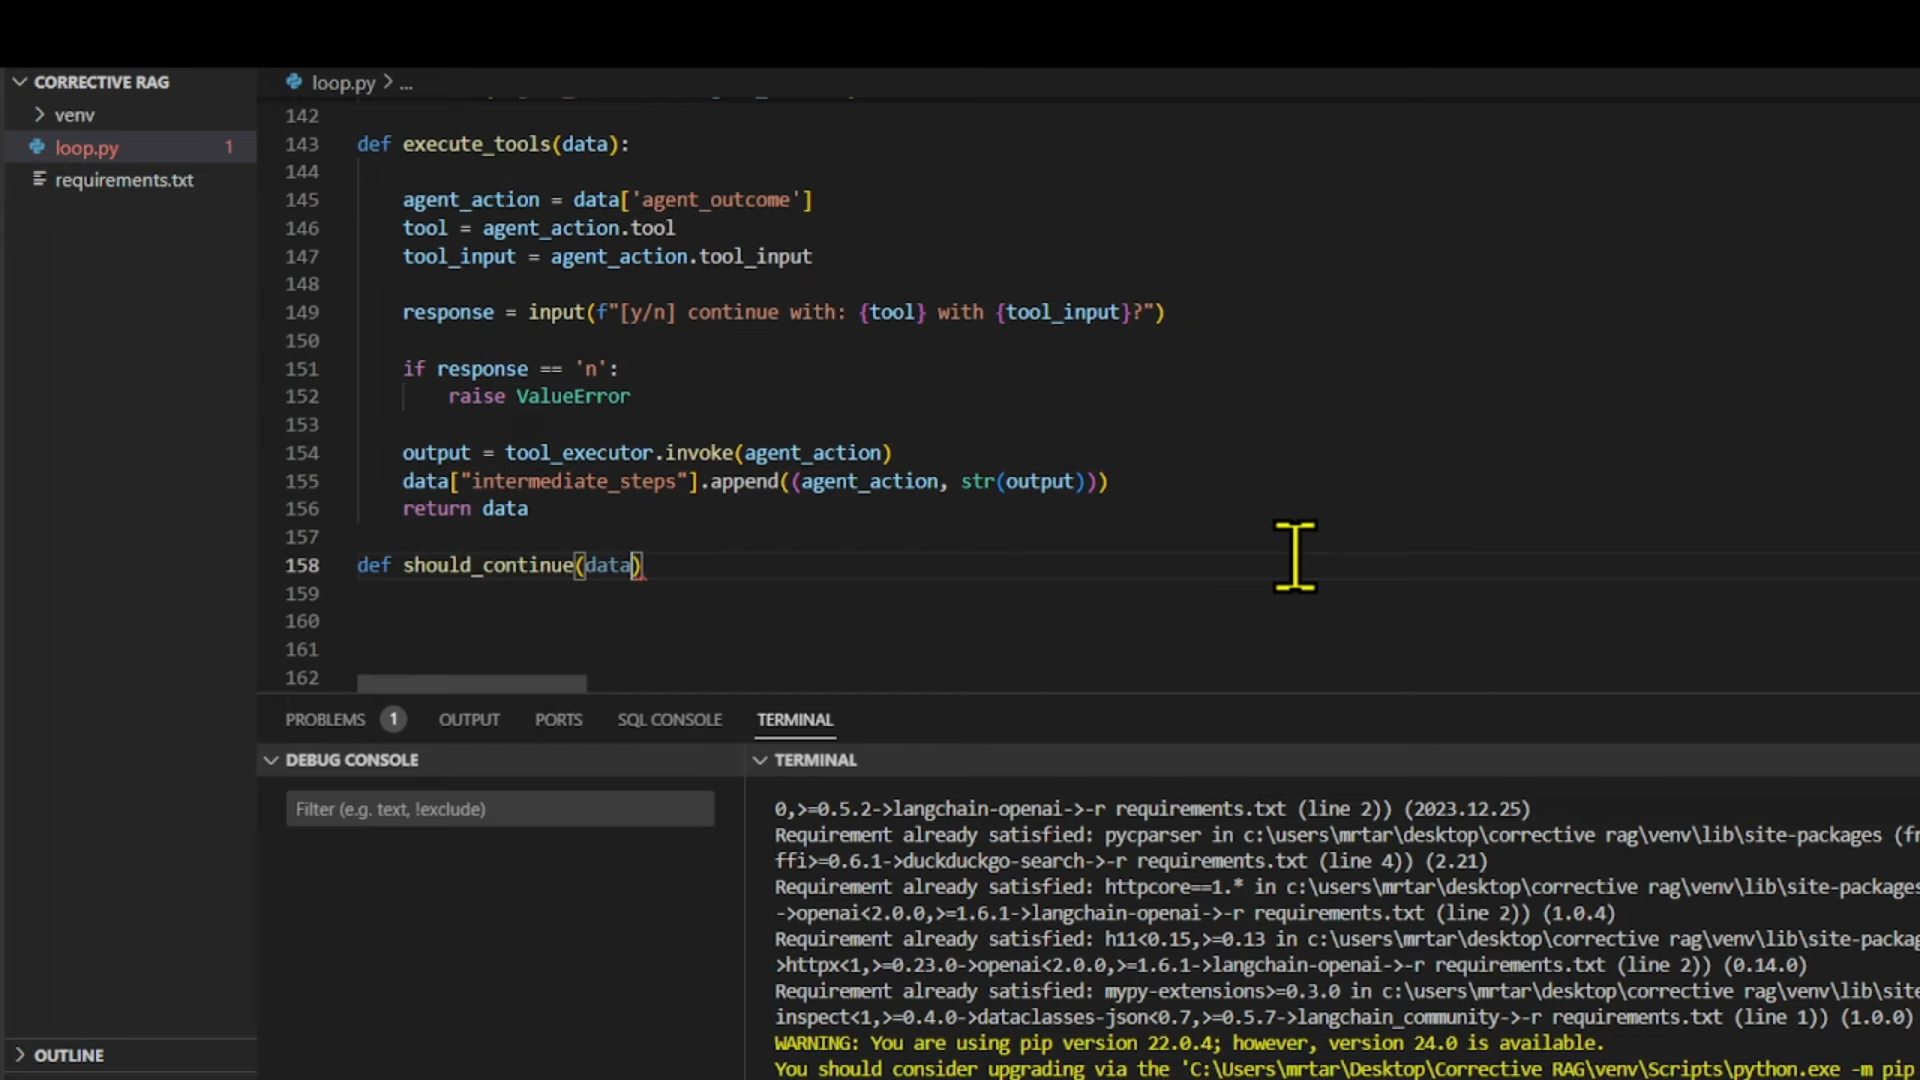 CORRECTIVE RAG
venv
loop.py 1
requirements.txt
OUTLINE
loop.py > ...
142
143 def execute_tools(data):
144
145 agent_action = data['agent_outcome']
146 tool = agent_action.tool
147 tool_input = agent_action.tool_input
148
149 response = input(f"[y/n] continue with: {tool} with {tool_input}?")
150
151 if response == 'n':
152 raise ValueError
153
154 output = tool_executor.invoke(agent_action)
155 data["intermediate_steps"].append((agent_action, str(output)))
156 return data
157
158 def should_continue(data)
159
160
161
162
PROBLEMS 1 OUTPUT PORTS SQL CONSOLE TERMINAL
DEBUG CONSOLE
Filter (e.g. text, !exclude)
TERMINAL
0,>=0.5.2->langchain-openai->-r requirements.txt (line 2)) (2023.12.25)
Requirement already satisfied: pycparser in c:\users\mrtar\desktop\corrective rag\venv\lib\site-packages (fr
ffi>=0.6.1->duckduckgo-search->-r requirements.txt (line 4)) (2.21)
Requirement already satisfied: httpcore==1.* in c:\users\mrtar\desktop\corrective rag\venv\lib\site-packages
->openai<2.0.0,>=1.6.1->langchain-openai->-r requirements.txt (line 2)) (1.0.4)
Requirement already satisfied: h11<0.15,>=0.13 in c:\users\mrtar\desktop\corrective rag\venv\lib\site-packag
>httpx<1,>=0.23.0->openai<2.0.0,>=1.6.1->langchain-openai->-r requirements.txt (line 2)) (0.14.0)
Requirement already satisfied: mypy-extensions>=0.3.0 in c:\users\mrtar\desktop\corrective rag\venv\lib\site
inspect<1,>=0.4.0->dataclasses-json<0.7,>=0.5.7->langchain_community->-r requirements.txt (line 1)) (1.0.0)
WARNING: You are using pip version 22.0.4; however, version 24.0 is available.
You should consider upgrading via the 'C:\Users\mrtar\Desktop\Corrective RAG\venv\Scripts\python.exe -m pip